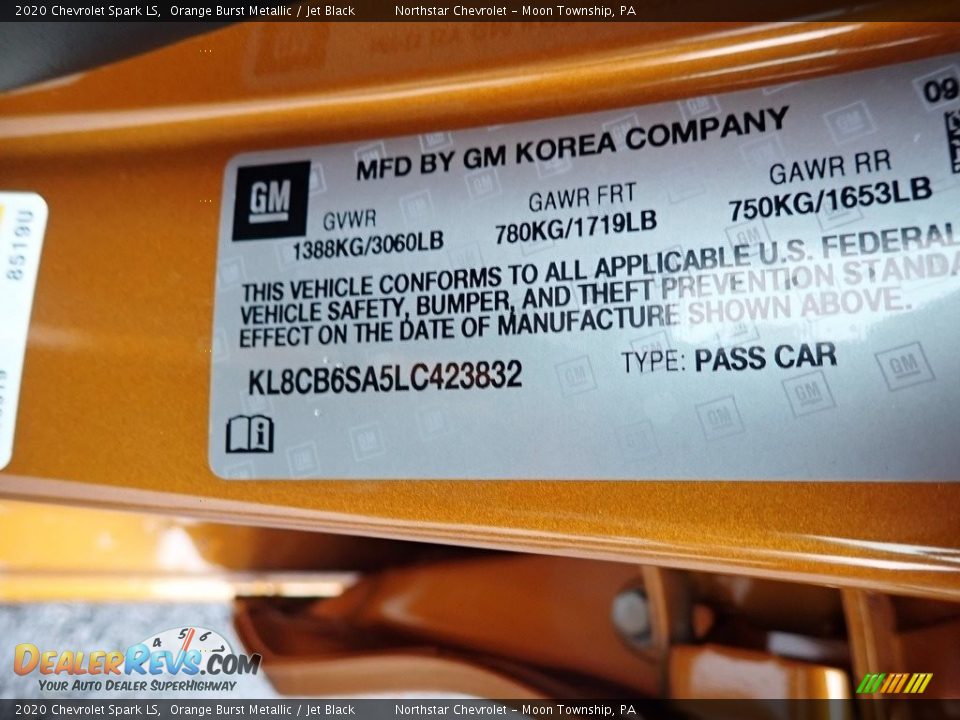 2020 Chevrolet Spark LS, Orange Burst Metallic / Jet Black Northstar Chevrolet - Moon Township, PA
09
MFD BY GM KOREA COMPANY
GM
GVWR GAWR FRT GAWR RR
1388KG/3060LB 780KG/1719LB 750KG/1653LB
THIS VEHICLE CONFORMS TO ALL APPLICABLE U.S. FEDERAL
VEHICLE SAFETY, BUMPER, AND THEFT PREVENTION STANDA
EFFECT ON THE DATE OF MANUFACTURE SHOWN ABOVE.
KL8CB6SA5LC423832 TYPE: PASS CAR
8519U
4 5 6
DEALERREVS.COM
YOUR AUTO DEALER SUPERHIGHWAY
2020 Chevrolet Spark LS, Orange Burst Metallic / Jet Black Northstar Chevrolet - Moon Township, PA